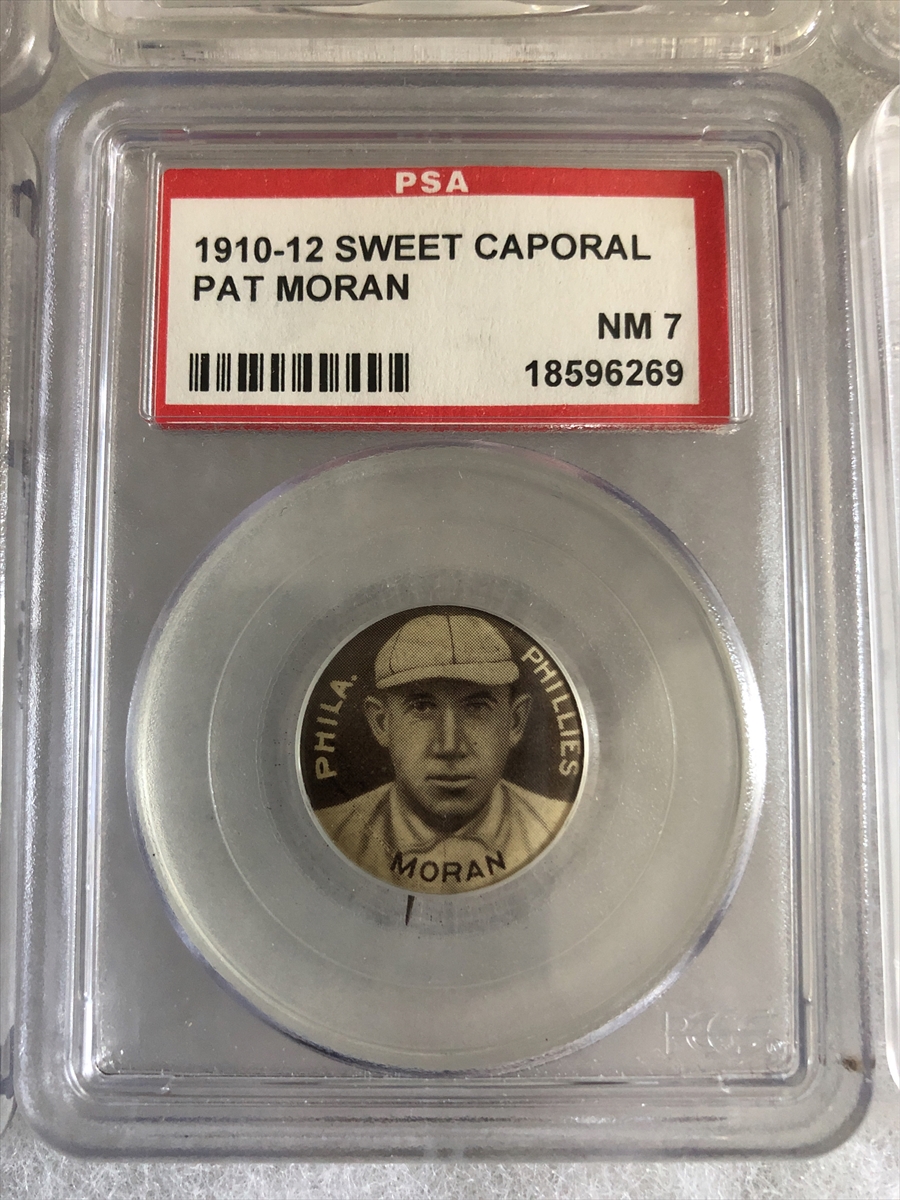 PSA
1910-12 SWEET CAPORAL
PAT MORAN
NM 7
18596269
PHILA.
PHILLIES
MORAN